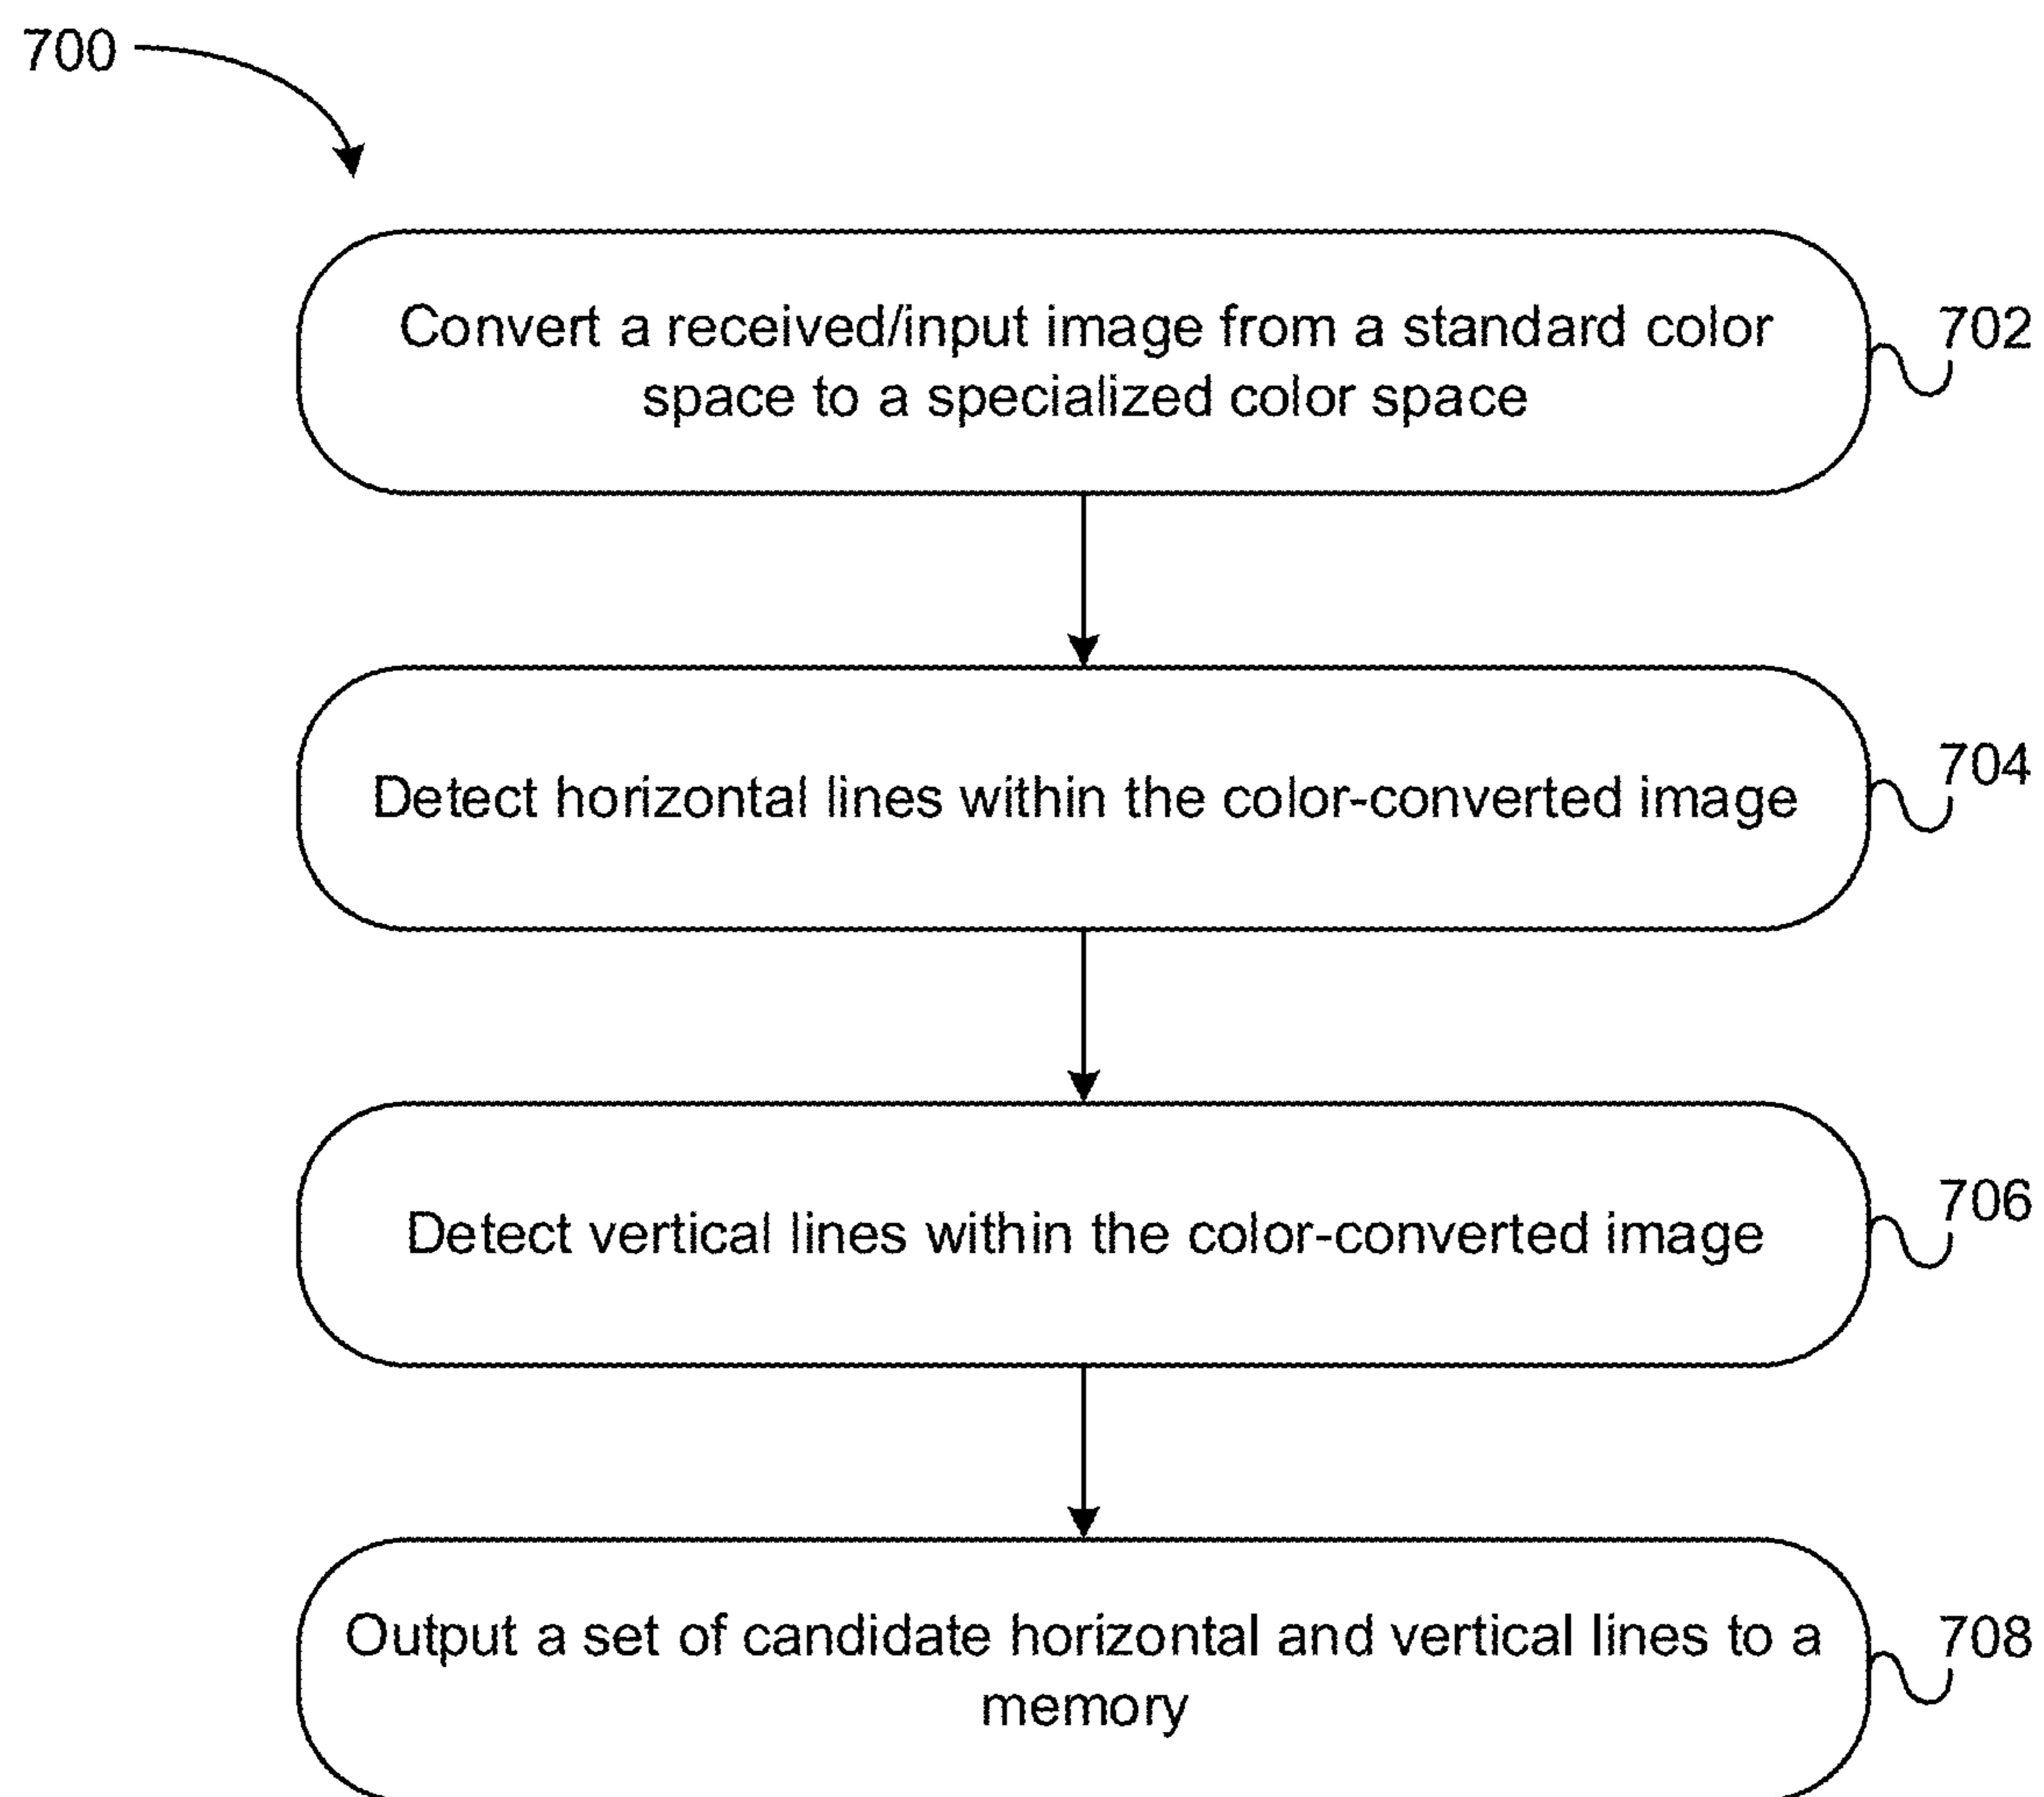 700
Convert a received/input image from a standard color
space to a specialized color space
702
Detect horizontal lines within the color-converted image
704
Detect vertical lines within the color-converted image
706
Output a set of candidate horizontal and vertical lines to a
memory
708